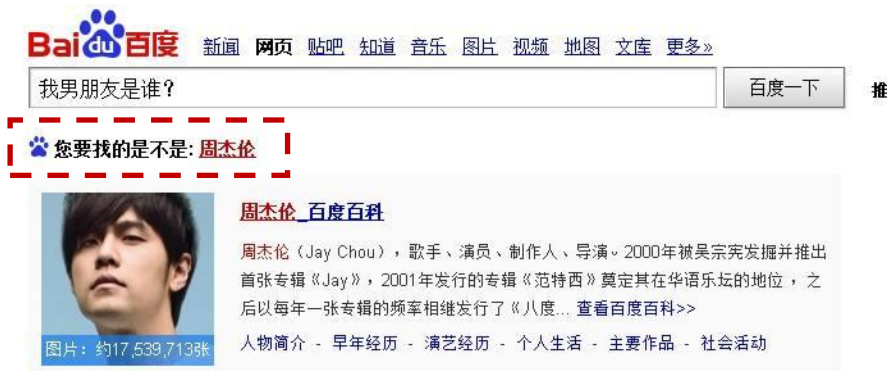 Bai du 百度 新闻 网页 贴吧 知道 音乐 图片 视频 地图 文库 更多»
我男朋友是谁? 百度一下 推
您要找的是不是: 周杰伦
周杰伦_百度百科
周杰伦（Jay Chou），歌手、演员、制作人、导演。2000年被吴宗宪发掘并推出
首张专辑《Jay》，2001年发行的专辑《范特西》奠定其在华语乐坛的地位，之
后以每年一张专辑的频率相继发行了《八度... 查看百度百科>>
图片：约17,539,713张 人物简介 - 早年经历 - 演艺经历 - 个人生活 - 主要作品 - 社会活动